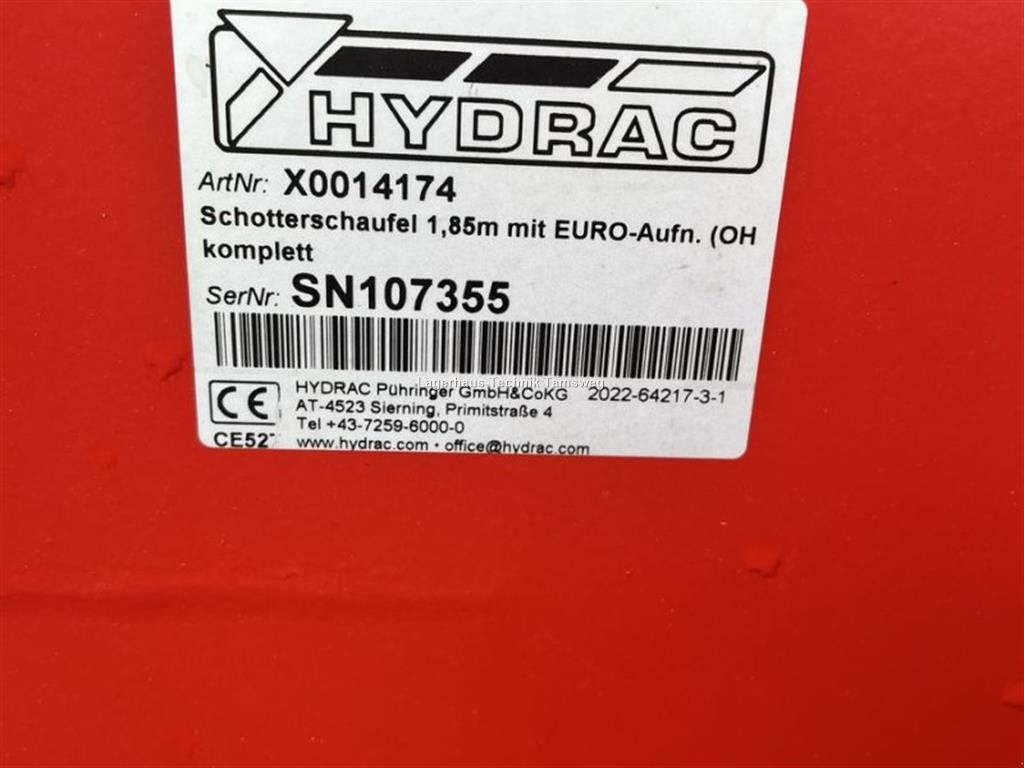 HYDRAC
ArtNr: X0014174
Schotterschaufel 1,85m mit EURO-Aufn. (OH
komplett
SerNr: SN107355
Lagerhaus Technik Tamsweg
HYDRAC Pühringer GmbH&CoKG 2022-64217-3-1
AT-4523 Sierning, Primitstraße 4
Tel +43-7259-6000-0
CE
CE52
www.hydrac.com • office@hydrac.com